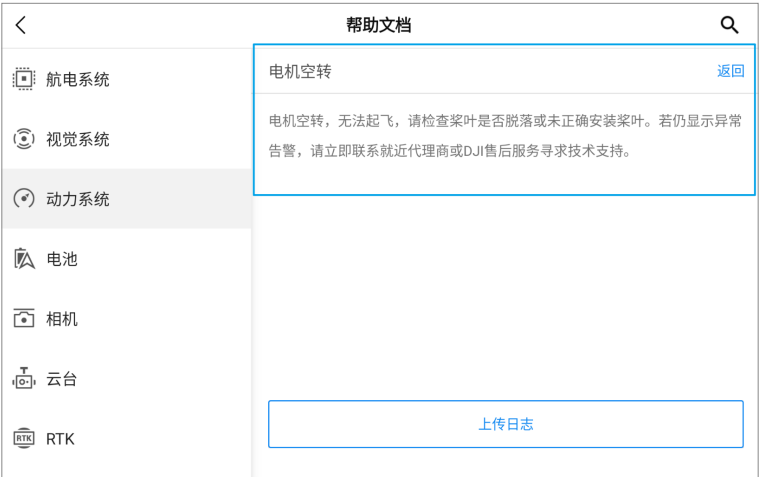 帮助文档
航电系统
视觉系统
动力系统
电池
相机
云台
RTK
RTK
电机空转
返回
电机空转，无法起飞，请检查桨叶是否脱落或未正确安装桨叶。若仍显示异常
告警，请立即联系就近代理商或DJI售后服务寻求技术支持。
上传日志